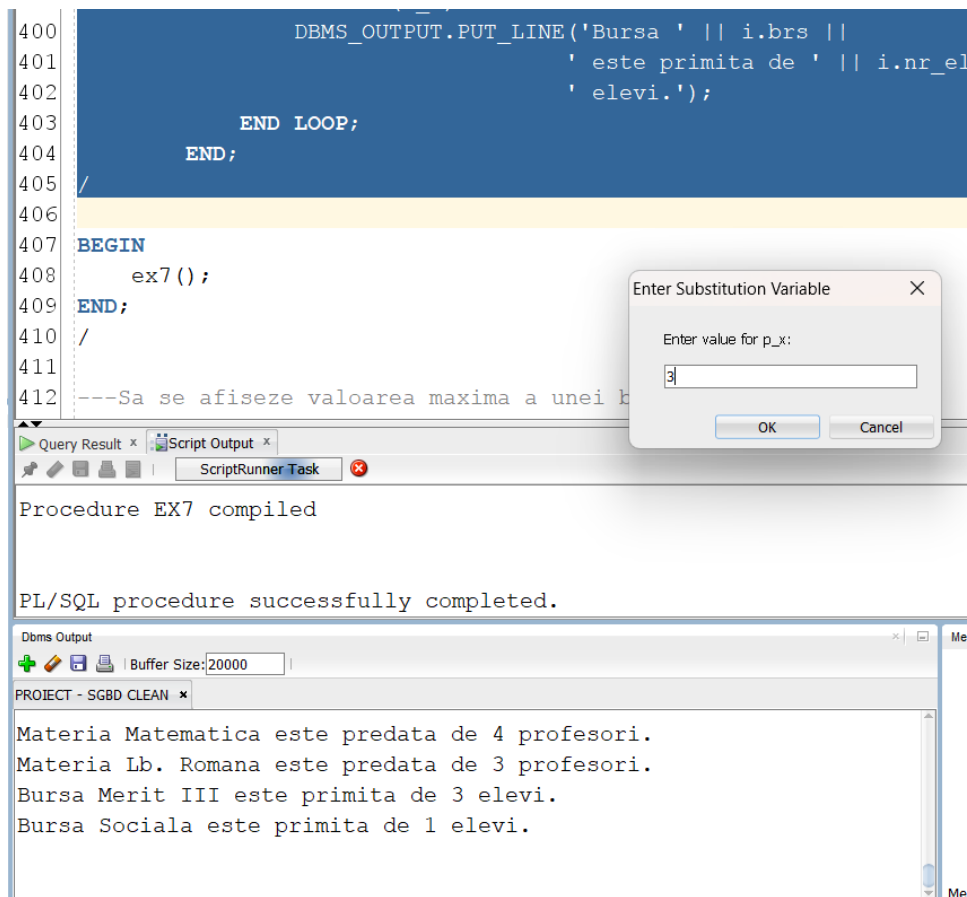 400 DBMS_OUTPUT.PUT_LINE('Bursa ' || i.brs ||
401 ' este primita de ' || i.nr_el
402 ' elevi.');
403 END LOOP;
404 END;
405 /
406
407 BEGIN
408 ex7();
409 END;
410 /
411
412 ---Sa se afiseze valoarea maxima a unei b
Enter Substitution Variable
Enter value for p_x:
3
OK Cancel
Query Result x Script Output x
ScriptRunner Task
Procedure EX7 compiled
PL/SQL procedure successfully completed.
Dbms Output
Buffer Size: 20000
PROIECT - SGBD CLEAN
Materia Matematica este predata de 4 profesori.
Materia Lb. Romana este predata de 3 profesori.
Bursa Merit III este primita de 3 elevi.
Bursa Sociala este primita de 1 elevi.
Me
Me